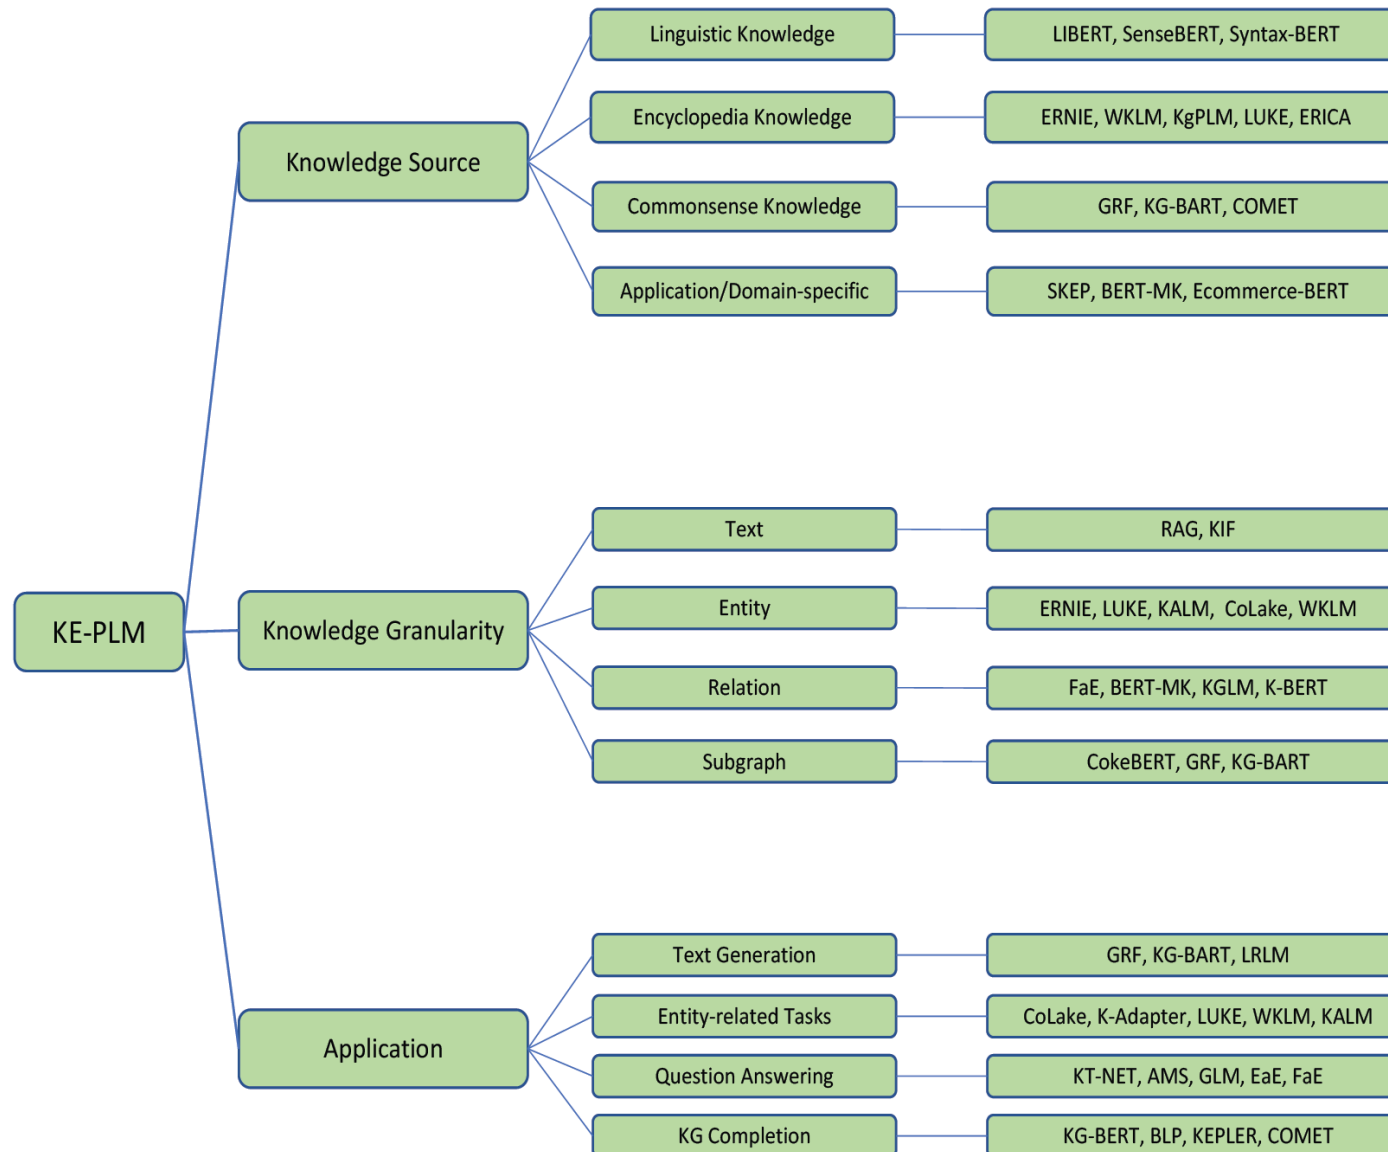 KE-PLM
Knowledge Source
Linguistic Knowledge
LIBERT, SenseBERT, Syntax-BERT
Encyclopedia Knowledge
ERNIE, WKLM, KgPLM, LUKE, ERICA
Commonsense Knowledge
GRF, KG-BART, COMET
Application/Domain-specific
SKEP, BERT-MK, Ecommerce-BERT
Knowledge Granularity
Text
RAG, KIF
Entity
ERNIE, LUKE, KALM, CoLake, WKLM
Relation
FaE, BERT-MK, KGLM, K-BERT
Subgraph
CokeBERT, GRF, KG-BART
Application
Text Generation
GRF, KG-BART, LRLM
Entity-related Tasks
CoLake, K-Adapter, LUKE, WKLM, KALM
Question Answering
KT-NET, AMS, GLM, EaE, FaE
KG Completion
KG-BERT, BLP, KEPLER, COMET